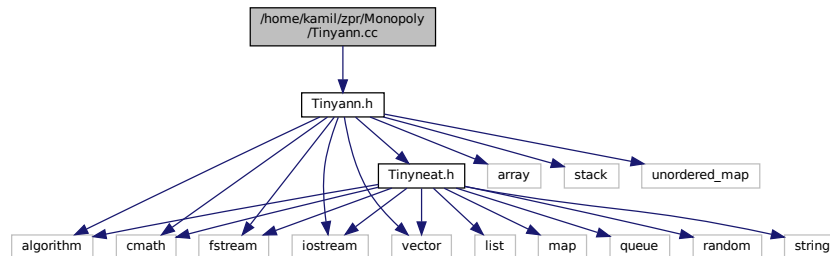 /home/kamil/zpr/Monopoly
/Tinyann.cc
Tinyann.h
Tinyneat.h
array
stack
unordered_map
algorithm
cmath
fstream
iostream
vector
list
map
queue
random
string